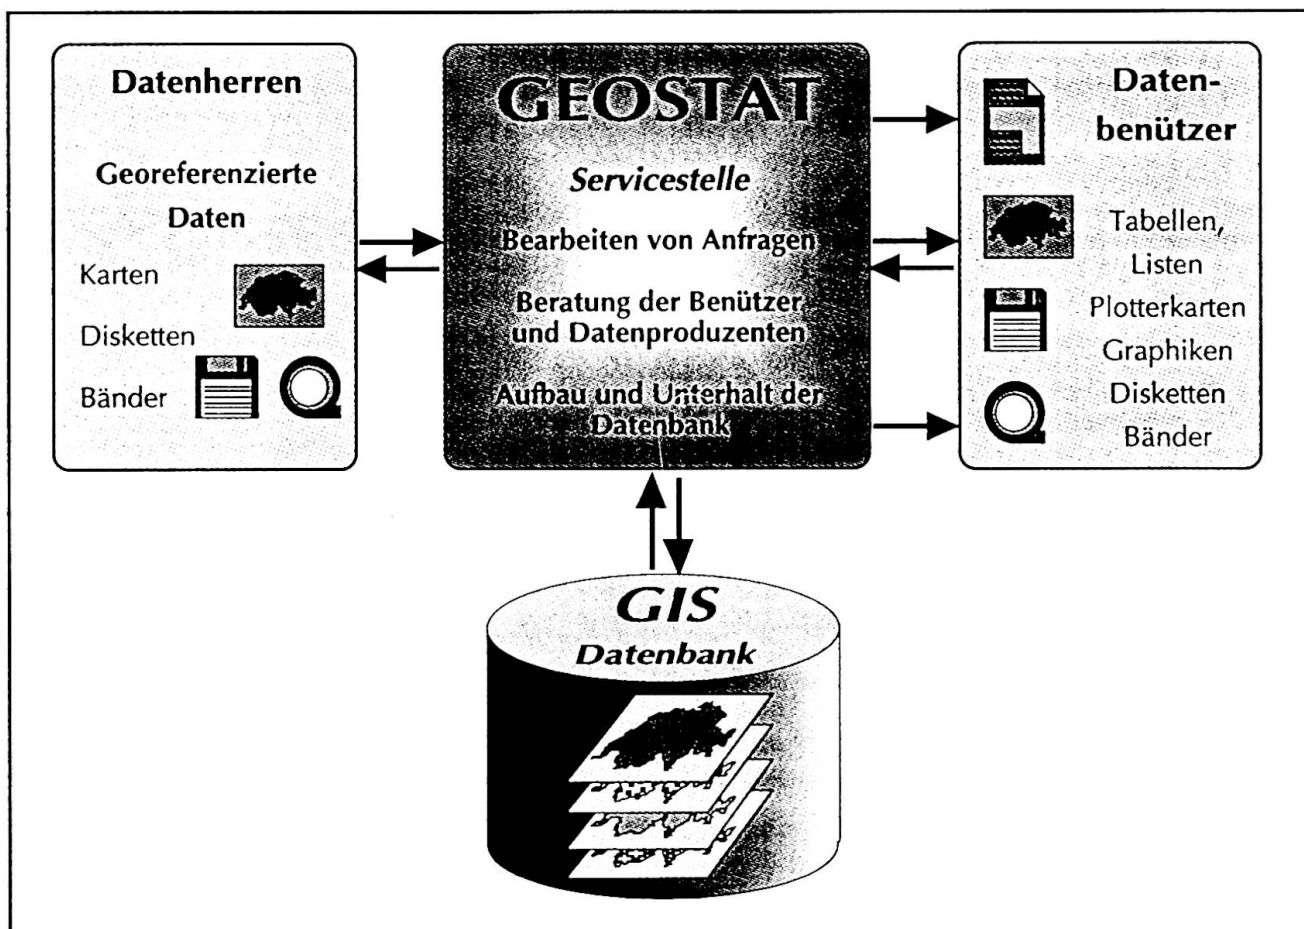 Datenherren
Georeferenzierte
Daten
Karten
Disketten
Bänder
GEOSTAT
Servicestelle
Bearbeiten von Anfragen
Beratung der Benützer
und Datenproduzenten
Aufbau und Unterhalt der
Datenbank
Daten-
benützer
Tabellen,
Listen
Plotterkarten
Graphiken
Disketten
Bänder
GIS
Datenbank